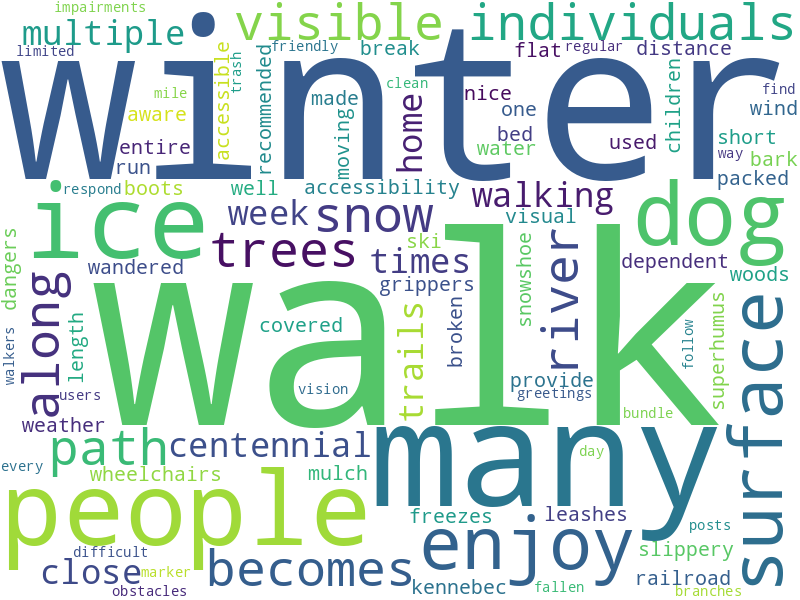 impairments
multiple
visible
individuals
limited
friendly
break
flat
regular
distance
winter
accessible
trash
recommended
mile
aware
clean
made
moving
home
nice
one
children
find
wind
entire
run
bed
water
used
short
way
bark
packed
respond
boots
well
accessibility
walking
ice
week
snow
visual
dog
dangers
trees
ski
times
snowshoe
river
dependent
woods
wandered
grippers
along
walk
length
covered
trails
broken
surface
superhumus
follow
walkers
users
vision
provide
greetings
weather
many
bundle
path
centennial
every
people
wheelchairs
mulch
day
freezes
leashes
posts
enjoy
slippery
difficult
close
marker
becomes
kennebec
fallen
railroad
obstacles
branches